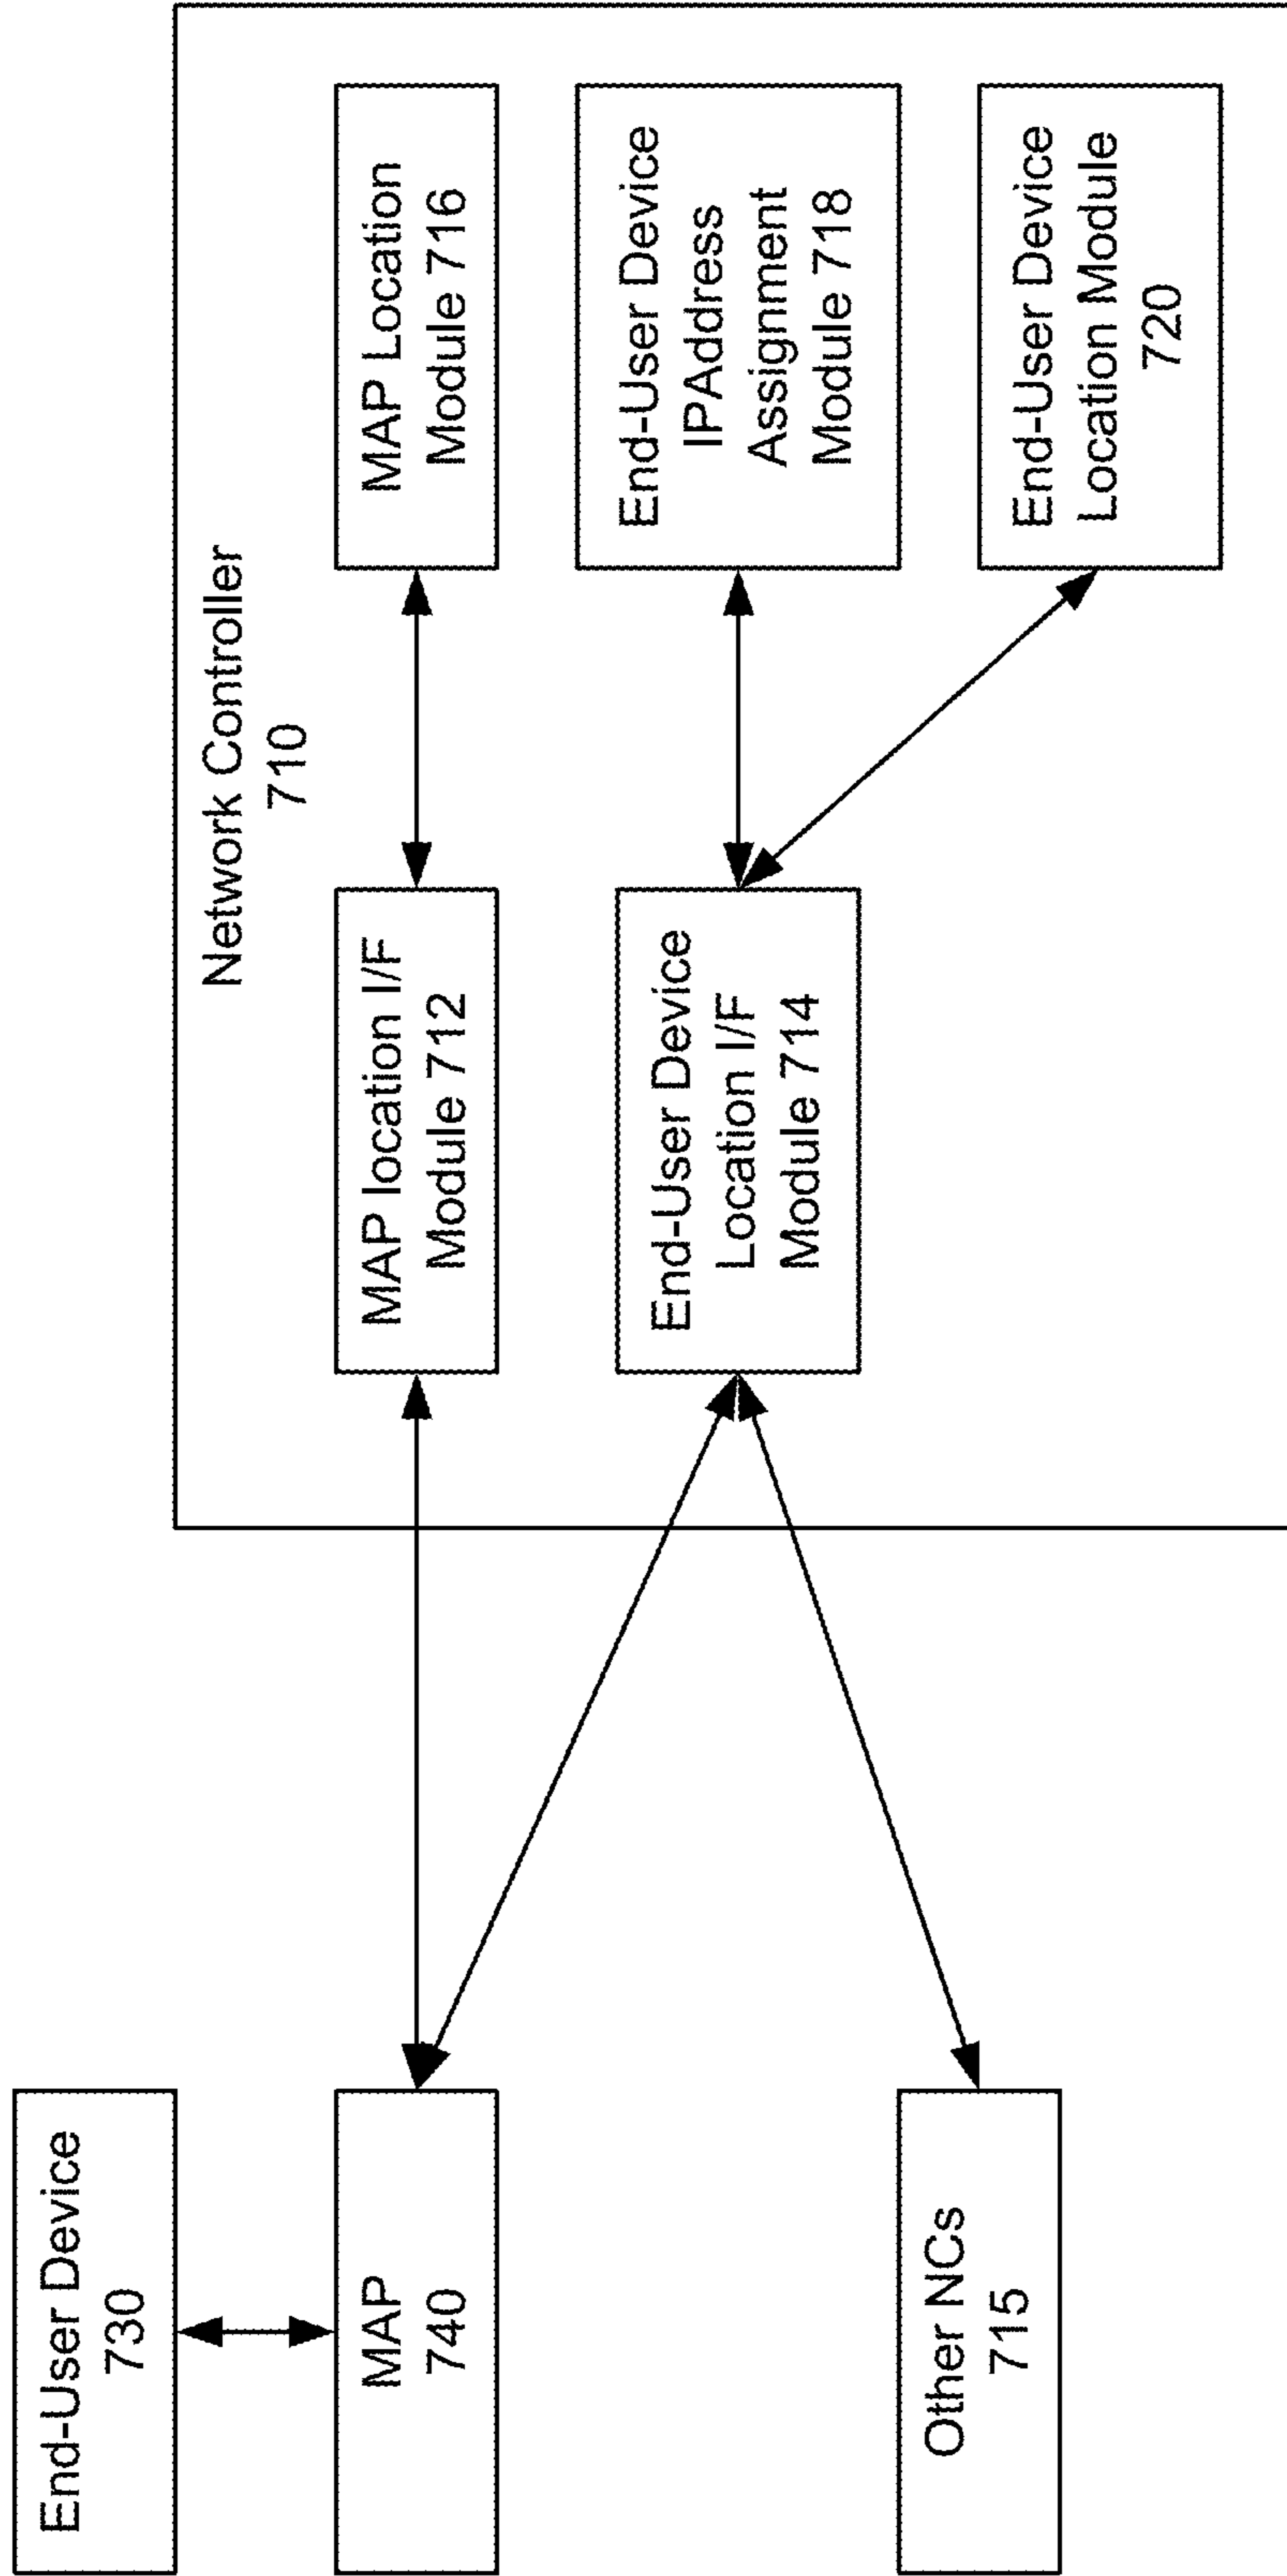 End-User Device
730
MAP
740
Other NCs
715
Network Controller
710
MAP location I/F
Module 712
End-User Device
Location I/F
Module 714
MAP Location
Module 716
End-User Device
IPAddress
Assignment
Module 718
End-User Device
Location Module
720